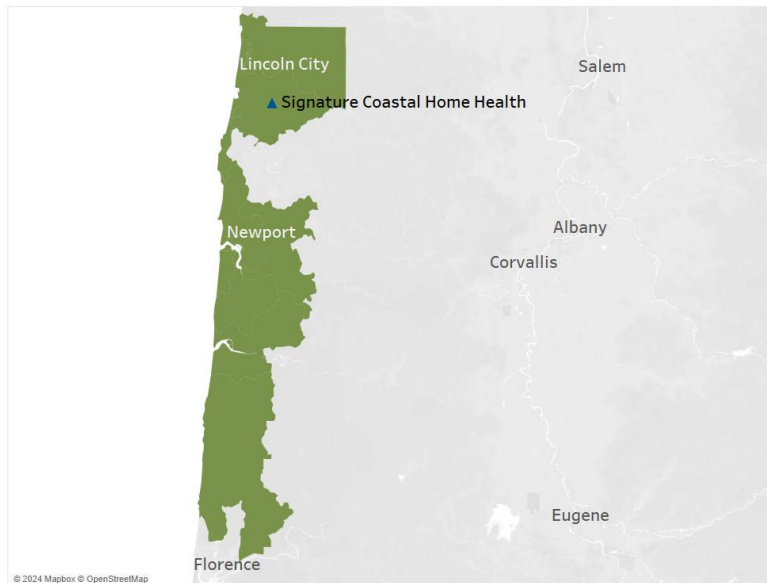 Lincoln City
Salem
Signature Coastal Home Health
Newport
Albany
Corvallis
Eugene
Florence
© 2024 Mapbox © OpenStreetMap